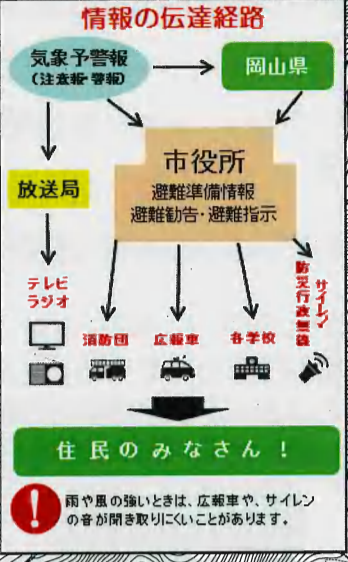 情報の伝達経路
気象予警報
(注意報・警報)
岡山県
市役所
避難準備情報
避難勧告・避難指示
放送局
テレビ
ラジオ
消防団
広報車
各学校
サイレン
防災行政無線
住民のみなさん！
雨や風の強いときは、広報車や、サイレン
の音が聞き取りにくいことがあります。